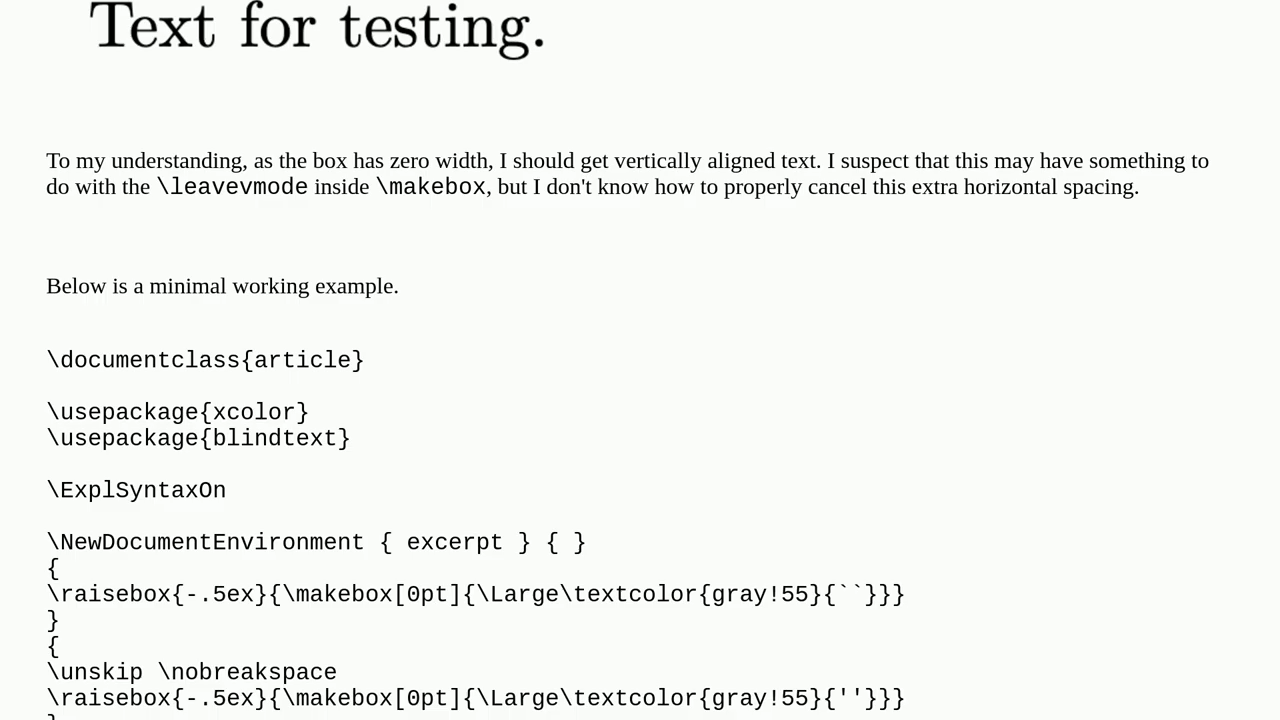 Text for testing.
To my understanding, as the box has zero width, I should get vertically aligned text. I suspect that this may have something to
do with the \leavevmode inside \makebox, but I don't know how to properly cancel this extra horizontal spacing.
Below is a minimal working example.
\documentclass{article}
\usepackage{xcolor}
\usepackage{blindtext}
\ExplSyntaxOn
\NewDocumentEnvironment { excerpt } { }
{
\raisebox{-.5ex}{\makebox[0pt]{\Large\textcolor{gray!55}{``}}}
}
{
\unskip \nobreakspace
\raisebox{-.5ex}{\makebox[0pt]{\Large\textcolor{gray!55}{''}}}
}